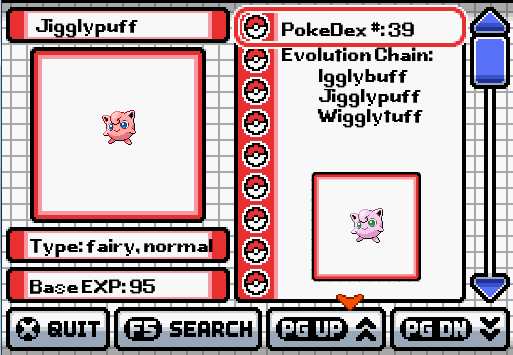 Jigglypuff
PokeDex #: 39
Evolution Chain:
Igglybuff
Jigglypuff
Wigglytuff
Type: fairy, normal
Base EXP: 95
X QUIT
F5 SEARCH
PG UP
PG DN